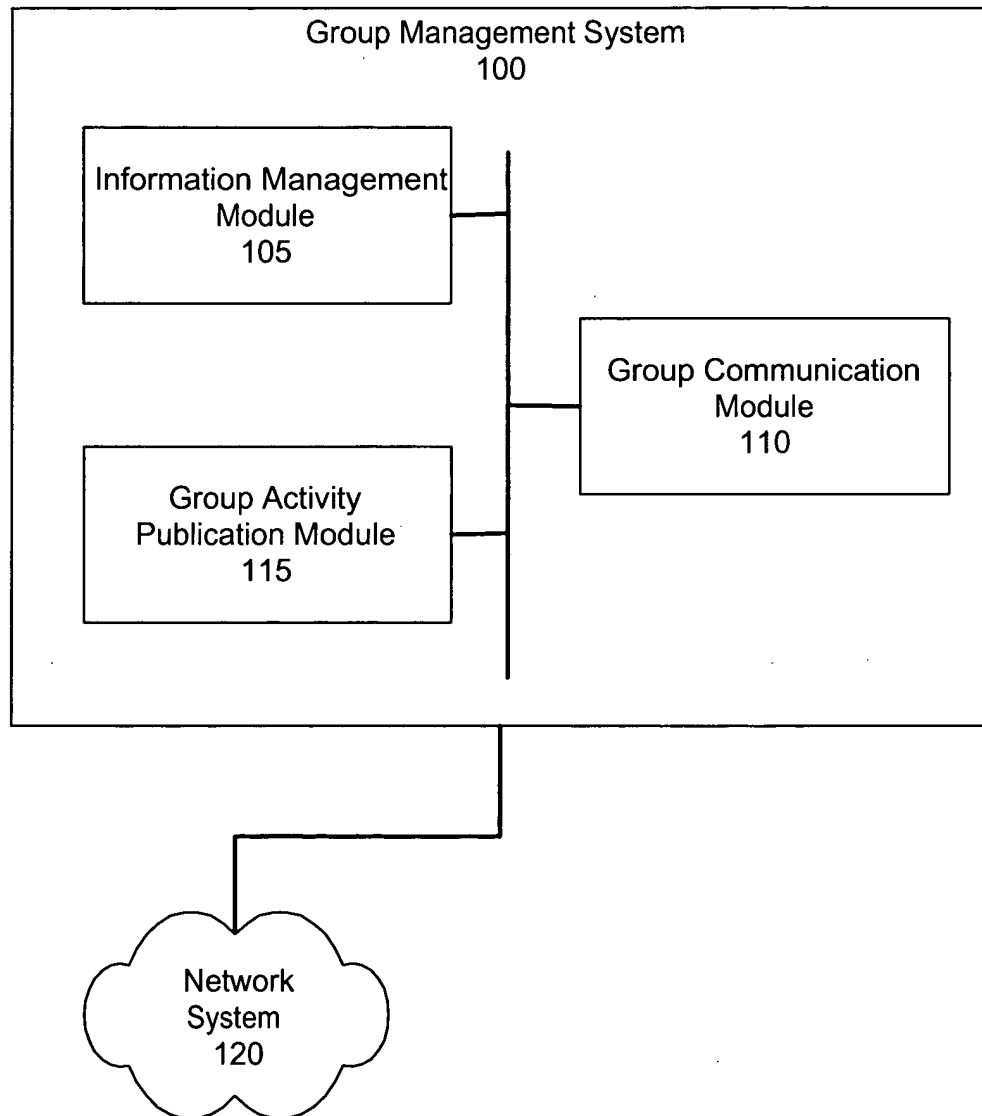 Group Management System
100
Information Management
Module
105
Group Communication
Module
110
Group Activity
Publication Module
115
Network
System
120